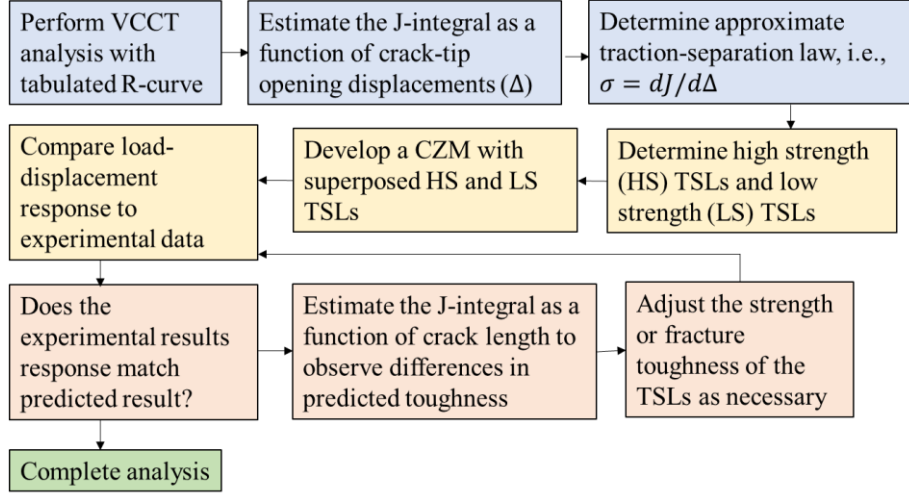 Perform VCCT
analysis with
tabulated R-curve
Estimate the J-integral as a
function of crack-tip
opening displacements (Δ)
Determine approximate
traction-separation law, i.e.,
σ = dJ/dΔ
Determine high strength
(HS) TSLs and low
strength (LS) TSLs
Develop a CZM with
superposed HS and LS
TSLs
Compare load-
displacement
response to
experimental data
Does the
experimental results
response match
predicted result?
Estimate the J-integral as a
function of crack length to
observe differences in
predicted toughness
Adjust the strength
or fracture
toughness of the
TSLs as necessary
Complete analysis